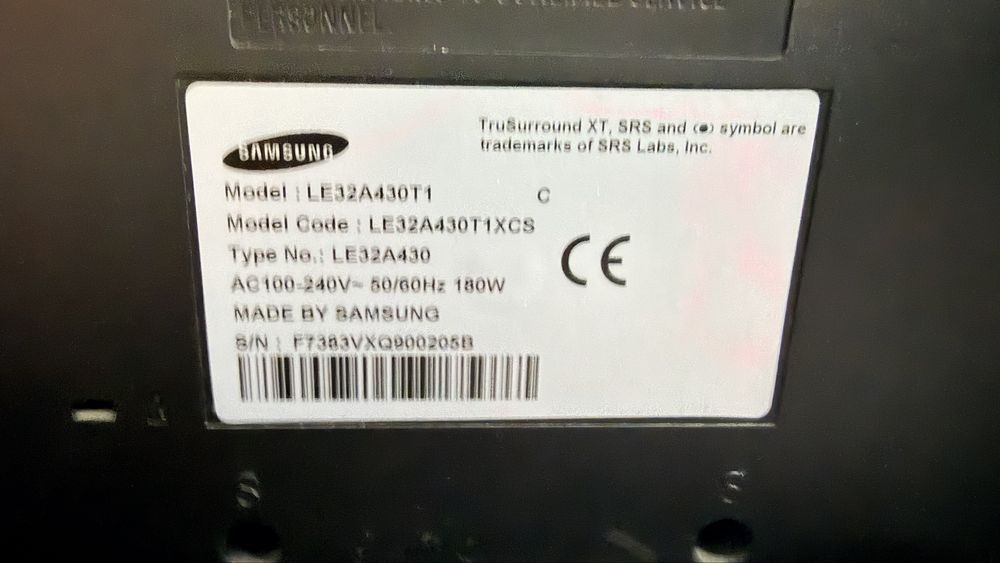 PERSONNEL
SAMSUNG
TruSurround XT, SRS and (●) symbol are
trademarks of SRS Labs, Inc.
Model : LE32A430T1 C
Model Code : LE32A430T1XCS
Type No.: LE32A430
AC100-240V~ 50/60Hz 180W
MADE BY SAMSUNG
S/N : F7383VXQ900205B
CE
S S